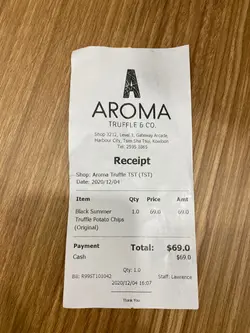 AROMA
TRUFFLE & CO.
Shop 3212, Level 3, Gateway Arcade,
Harbour City, Tsim Sha Tsui, Kowloon
Receipt
Shop: Aroma Truffle TST (TST)
Date: 2020/12/04
Item Qty Price Amt
Black Summer 1.0 69.0 69.0
Truffle Potato Chips
(Original)
Payment Total: $69.0
Cash $69.0
Qty: 1.0
Staff: Lawrence
2020/12/04 16:07
Thank You